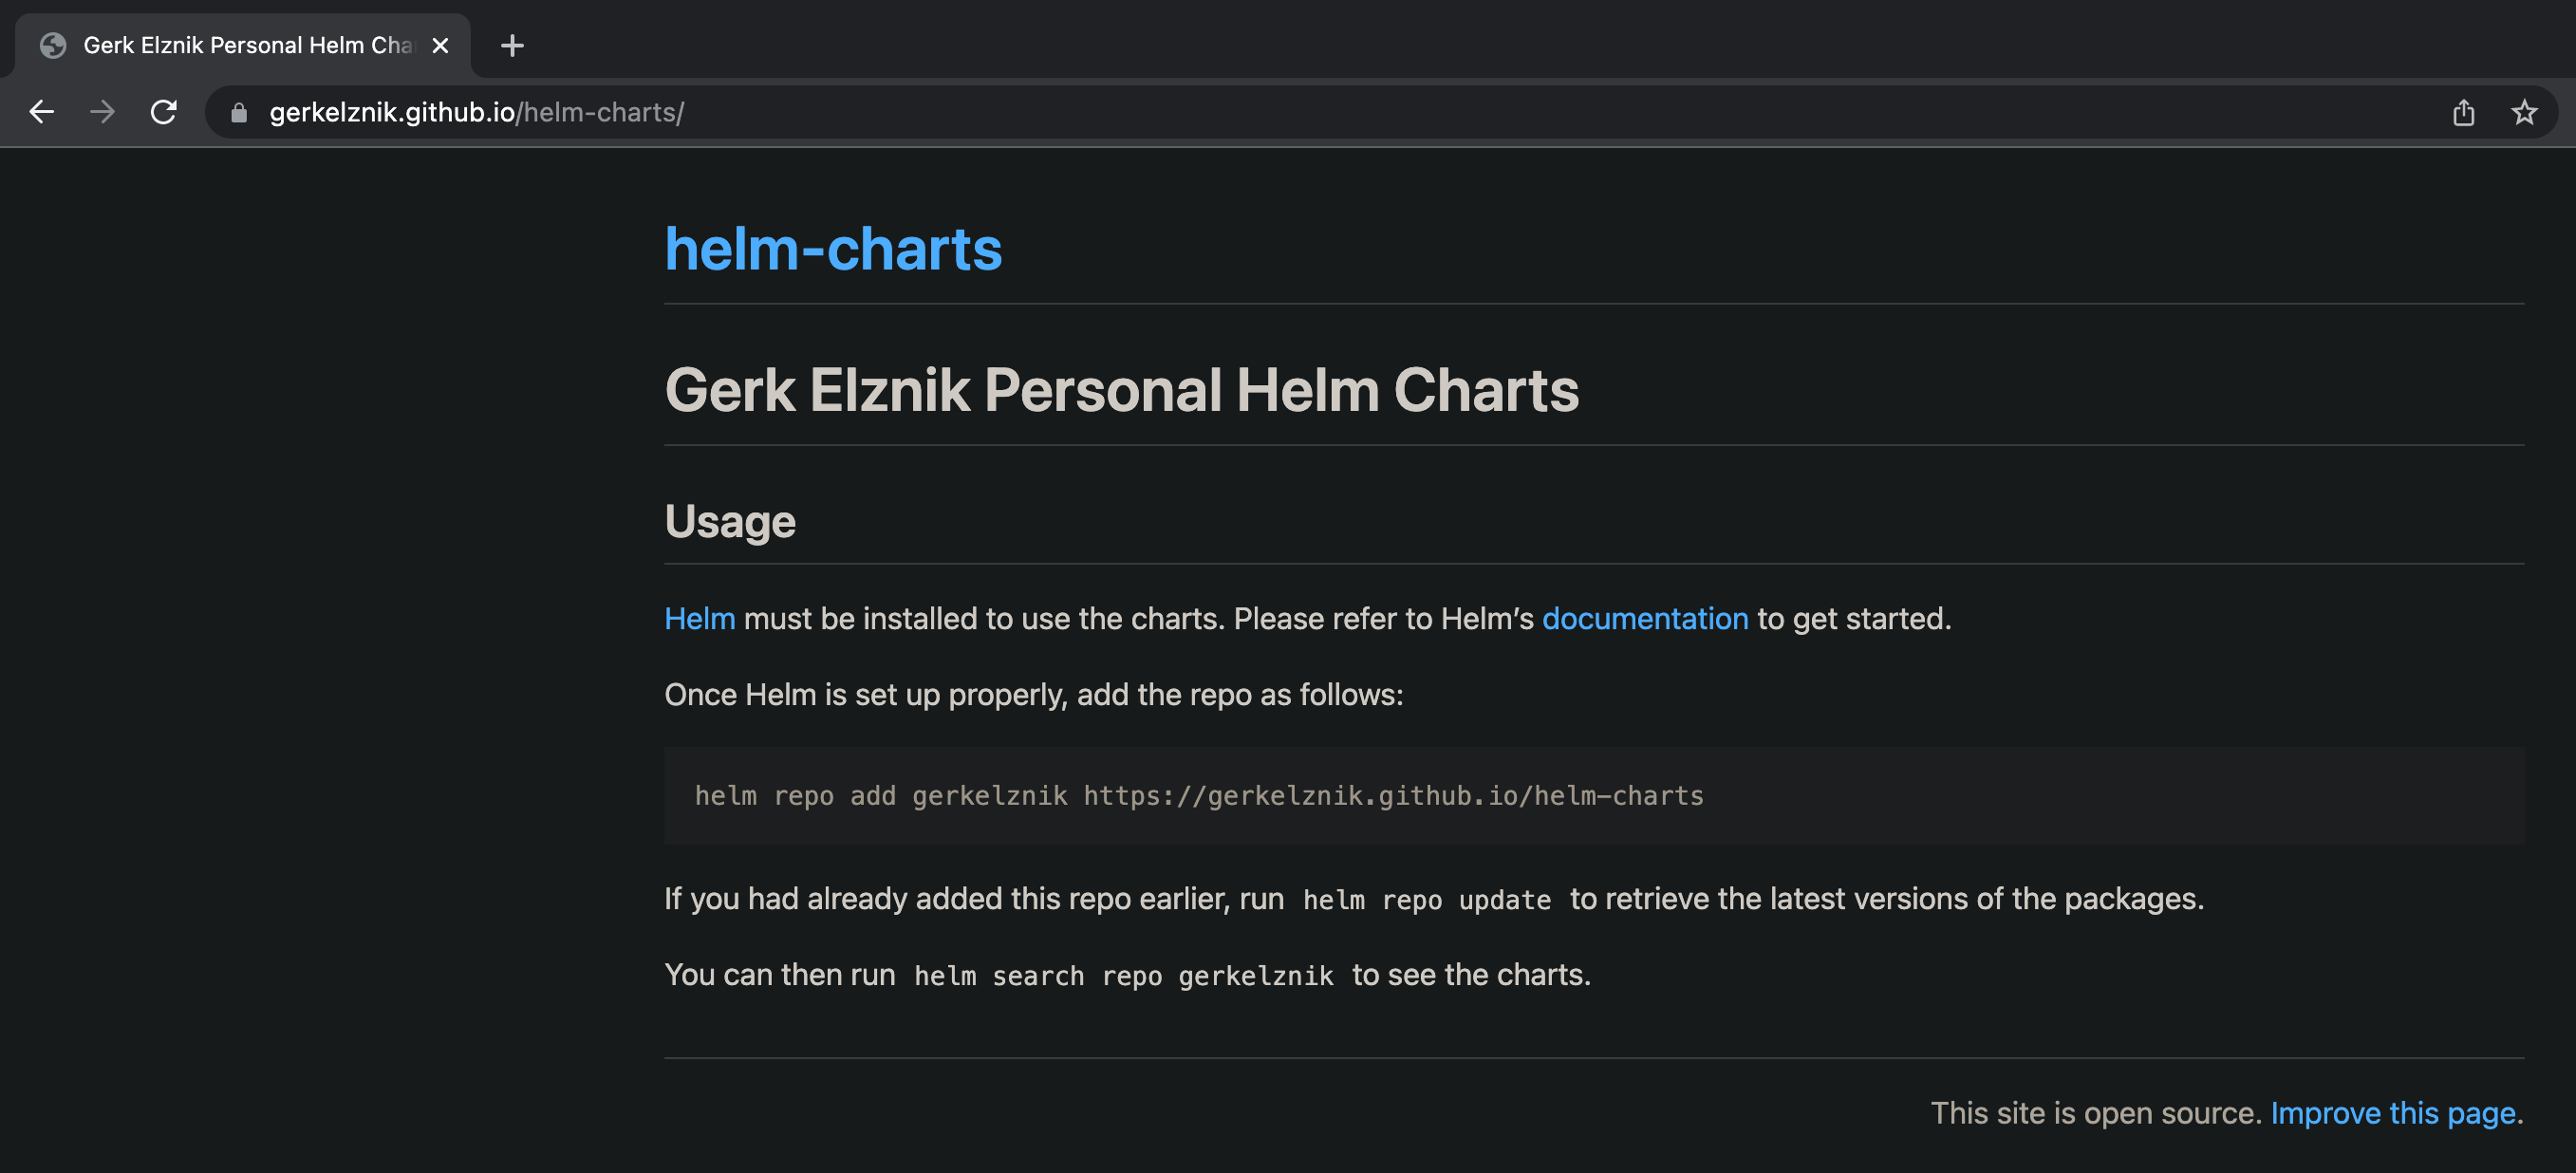 Gerk Elznik Personal Helm Cha
gerkelznik.github.io/helm-charts/
helm-charts
Gerk Elznik Personal Helm Charts
Usage
Helm must be installed to use the charts. Please refer to Helm’s documentation to get started.
Once Helm is set up properly, add the repo as follows:
helm repo add gerkelznik https://gerkelznik.github.io/helm-charts
If you had already added this repo earlier, run helm repo update to retrieve the latest versions of the packages.
You can then run helm search repo gerkelznik to see the charts.
This site is open source. Improve this page.